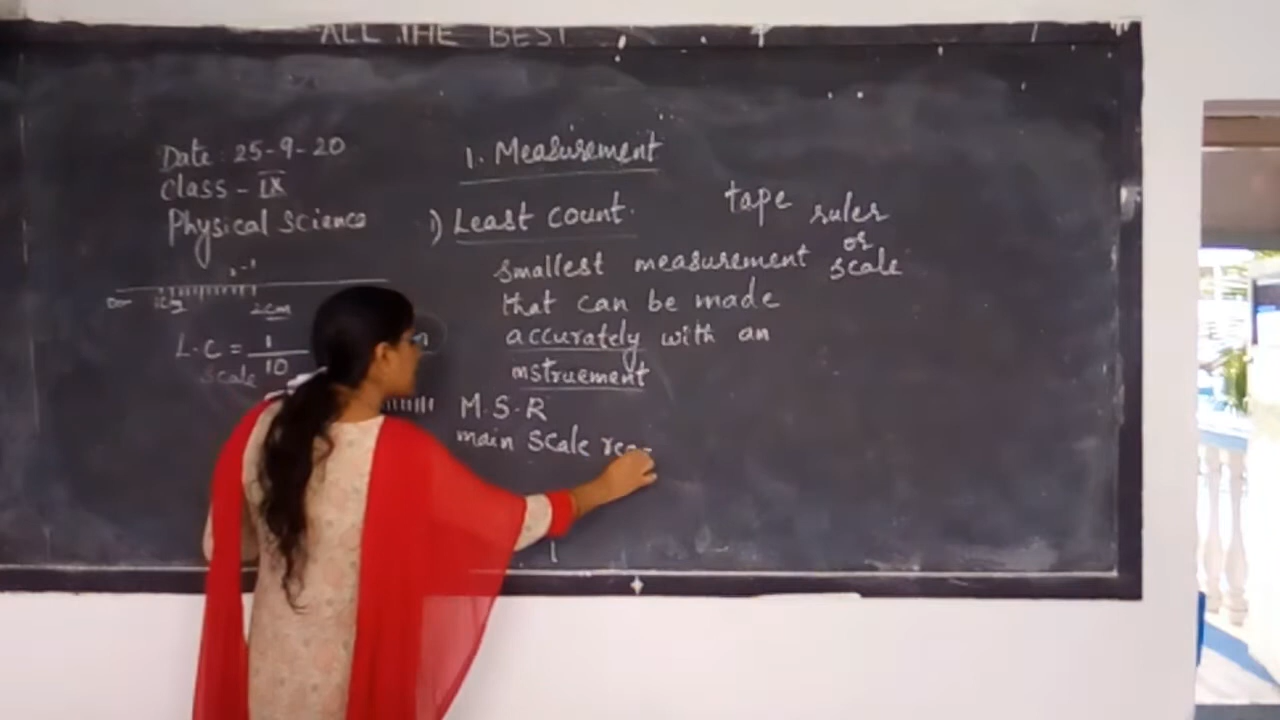 ALL THE BEST
Date: 25-9-20
Class - IX
Physical Science
2cm
L.C = 1
10
scale
1. Measurement
1) Least count.
smallest measurement
that can be made
accurately with an
instruement
M.S.R
main scale rea
tape
ruler
or
scale